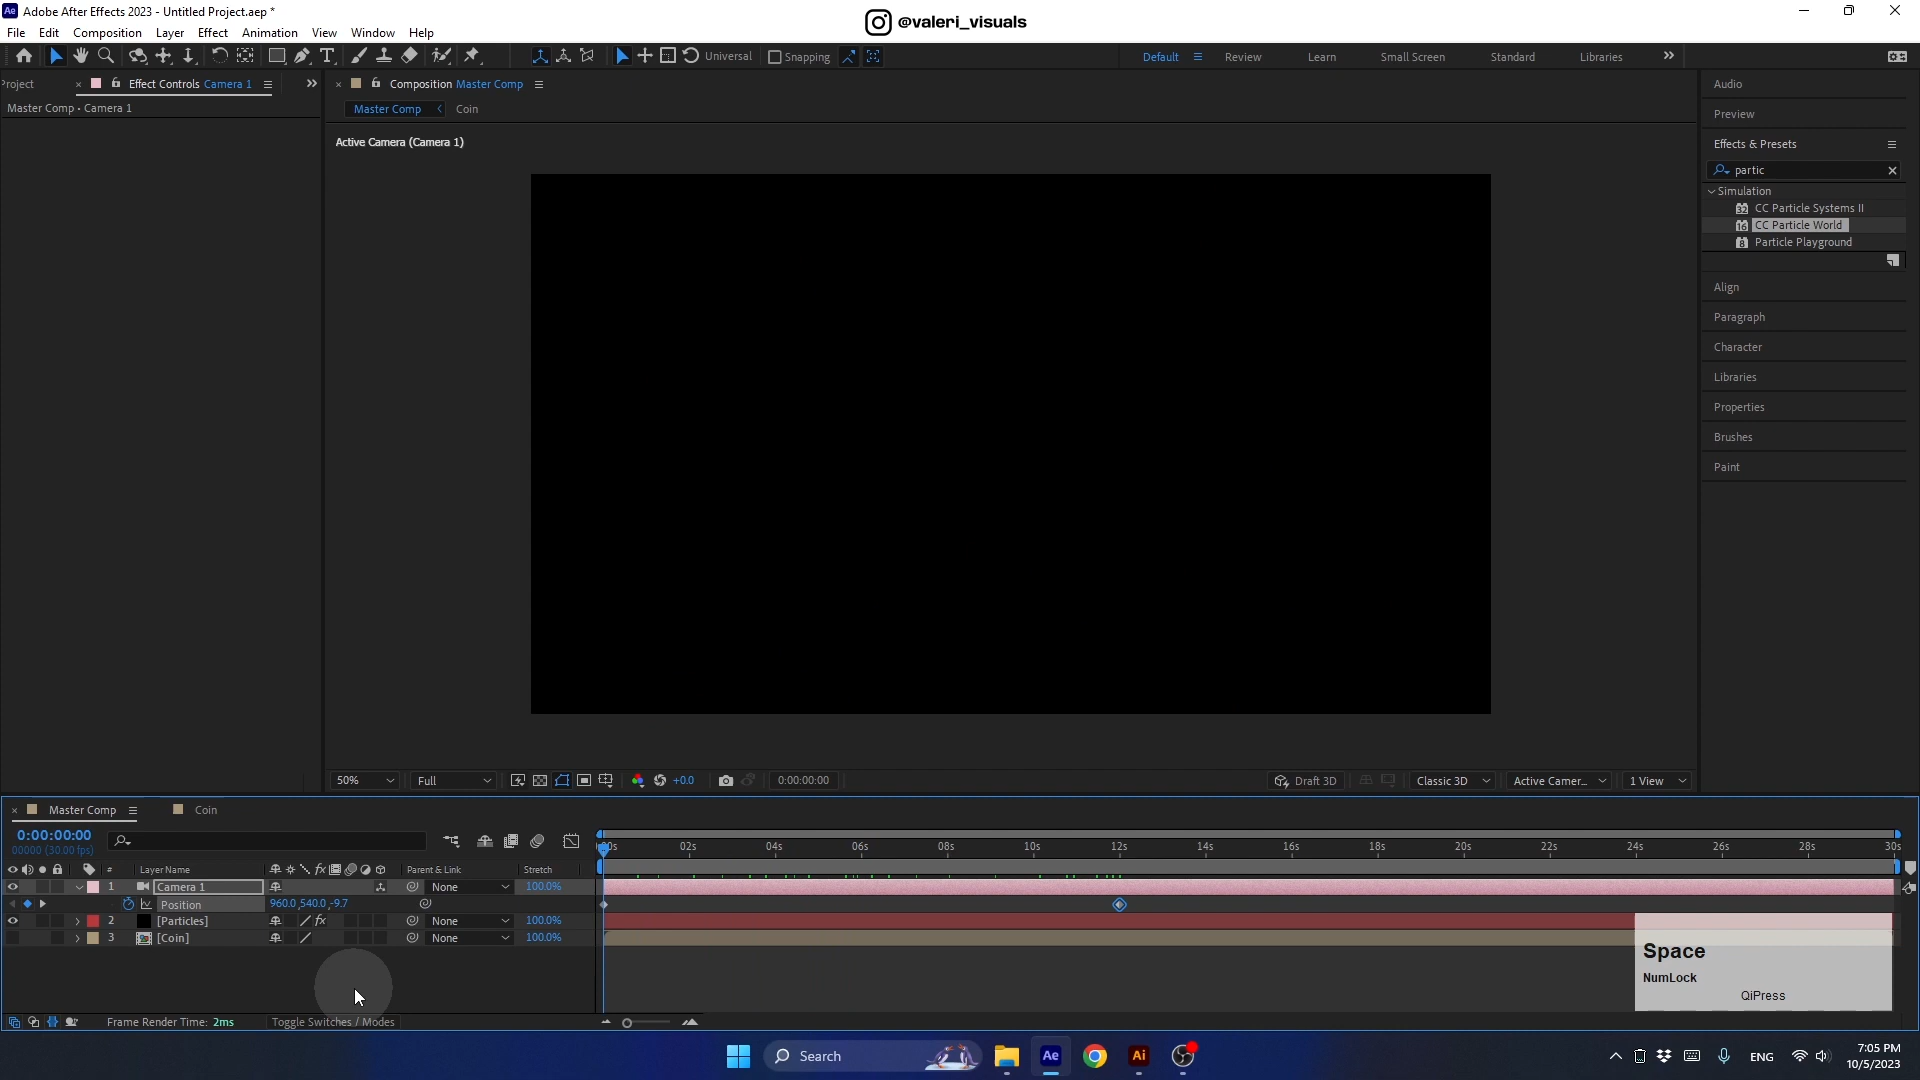 Adobe After Effects 2023 - Untitled Project.aep *
@valeri_visuals
File Edit Composition Layer Effect Animation View Window Help
Universal Snapping Default Review Learn Small Screen Standard Libraries
roject Effect Controls Camera 1 Composition Master Comp
Master Comp • Camera 1
Master Comp Coin
Active Camera (Camera 1)
Audio
Preview
Effects & Presets
partic
Simulation
CC Particle Systems II
CC Particle World
Particle Playground
Align
Paragraph
Character
Libraries
Properties
Brushes
Paint
50% Full +0.0 0:00:00:00 Draft 3D Classic 3D Active Camer... 1 View
Master Comp Coin
0:00:00:00
00000 (30.00 fps)
00s 02s 04s 06s 08s 10s 12s 14s 16s 18s 20s 22s 24s 26s 28s 30s
# Layer Name Parent & Link Stretch
1 Camera 1 None 100.0%
Position 960.0,540.0,-9.7
2 [Particles] None 100.0%
3 [Coin] None 100.0%
Space
NumLock
QiPress
Frame Render Time: 2ms Toggle Switches / Modes
Search
ENG
7:05 PM
10/5/2023